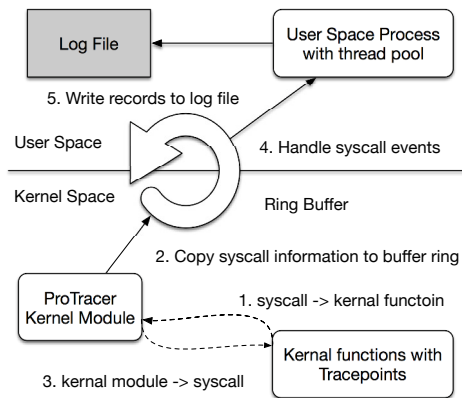 Log File
User Space Process
with thread pool
5. Write records to log file
User Space
4. Handle syscall events
Kernel Space
Ring Buffer
2. Copy syscall information to buffer ring
ProTracer
Kernel Module
1. syscall -> kernal functoin
Kernal functions with
Tracepoints
3. kernal module -> syscall